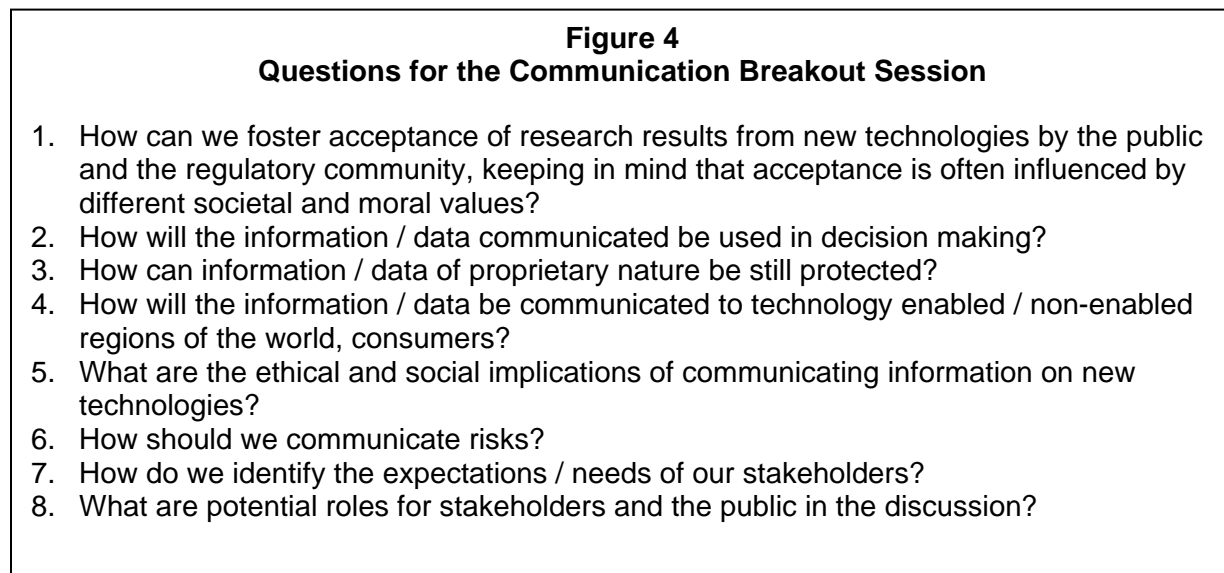 Figure 4
Questions for the Communication Breakout Session
1. How can we foster acceptance of research results from new technologies by the public
and the regulatory community, keeping in mind that acceptance is often influenced by
different societal and moral values?
2. How will the information / data communicated be used in decision making?
3. How can information / data of proprietary nature be still protected?
4. How will the information / data be communicated to technology enabled / non-enabled
regions of the world, consumers?
5. What are the ethical and social implications of communicating information on new
technologies?
6. How should we communicate risks?
7. How do we identify the expectations / needs of our stakeholders?
8. What are potential roles for stakeholders and the public in the discussion?